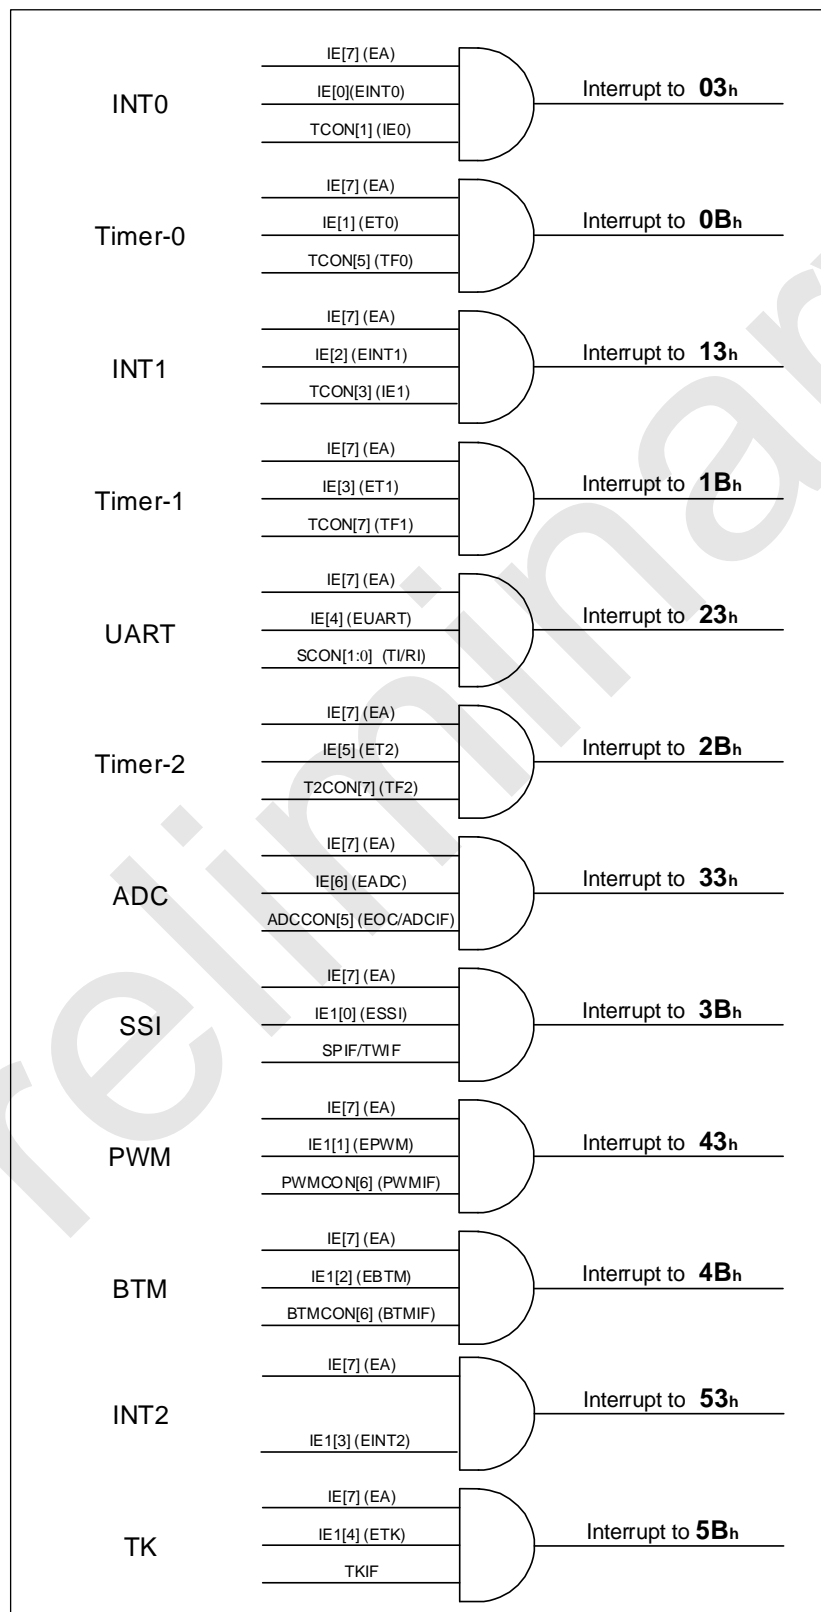 IE[7] (EA)
INT0
IE[0](EINT0)
Interrupt to 03h
TCON[1] (IE0)
IE[7] (EA)
Timer-0
IE[1] (ET0)
Interrupt to 0Bh
TCON[5] (TF0)
IE[7] (EA)
INT1
IE[2] (EINT1)
Interrupt to 13h
TCON[3] (IE1)
IE[7] (EA)
Timer-1
IE[3] (ET1)
Interrupt to 1Bh
TCON[7] (TF1)
IE[7] (EA)
UART
IE[4] (EUART)
Interrupt to 23h
SCON[1:0] (TI/RI)
IE[7] (EA)
Timer-2
IE[5] (ET2)
Interrupt to 2Bh
T2CON[7] (TF2)
IE[7] (EA)
ADC
IE[6] (EADC)
Interrupt to 33h
ADCCON[5] (EOC/ADCIF)
IE[7] (EA)
SSI
IE1[0] (ESSI)
Interrupt to 3Bh
SPIF/TWIF
IE[7] (EA)
PWM
IE1[1] (EPWM)
Interrupt to 43h
PWMCON[6] (PWMIF)
IE[7] (EA)
BTM
IE1[2] (EBTM)
Interrupt to 4Bh
BTMCON[6] (BTMIF)
IE[7] (EA)
INT2
Interrupt to 53h
IE1[3] (EINT2)
IE[7] (EA)
TK
IE1[4] (ETK)
Interrupt to 5Bh
TKIF
reliminar